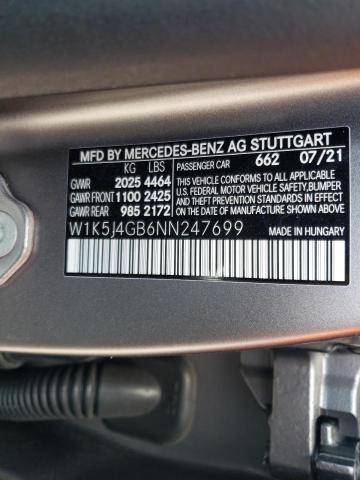 MFD BY MERCEDES-BENZ AG STUTTGART
KG LBS PASSENGER CAR 662 07/21
GVWR 2025 4464
GAWR FRONT 1100 2425
GAWR REAR 985 2172
THIS VEHICLE CONFORMS TO ALL APPLICABLE
U.S. FEDERAL MOTOR VEHICLE SAFETY, BUMPER
AND THEFT PREVENTION STANDARDS IN EFFECT
ON THE DATE OF MANUFACTURE SHOWN ABOVE
W1K5J4GB6NN247699
MADE IN HUNGARY